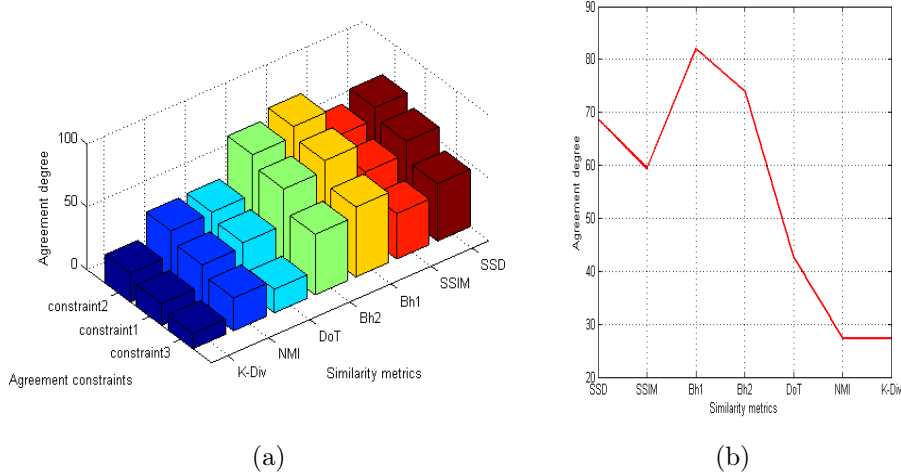 100
50
0
Agreement degree
constraint2
constraint1
constraint3
Agreement constraints
K-Div
NMI
DoT
Bh2
Bh1
SSIM
SSD
Similarity metrics
(a)
90
80
70
60
50
40
30
20
Agreement degree
SSD
SSIM
Bh1
Bh2
DoT
NMI
K-Div
Similarity metrics
(b)